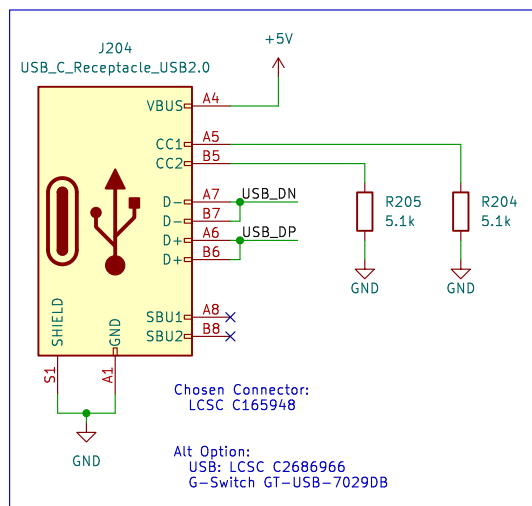 J204
USB_C_Receptacle_USB2.0
+5V
VBUS A4
CC1 A5
CC2 B5
D- A7 USB_DN
D- B7
D+ A6 USB_DP
D+ B6
R205
5.1k
R204
5.1k
GND
GND
SBU1 A8
SBU2 B8
SHIELD
GND
S1
A1
GND
Chosen Connector:
LCSC C165948
Alt Option:
USB: LCSC C2686966
G-Switch GT-USB-7029DB